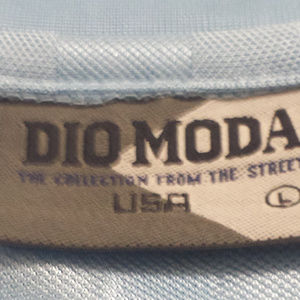 DIO MODA
THE COLLECTION FROM THE STREET
USA L